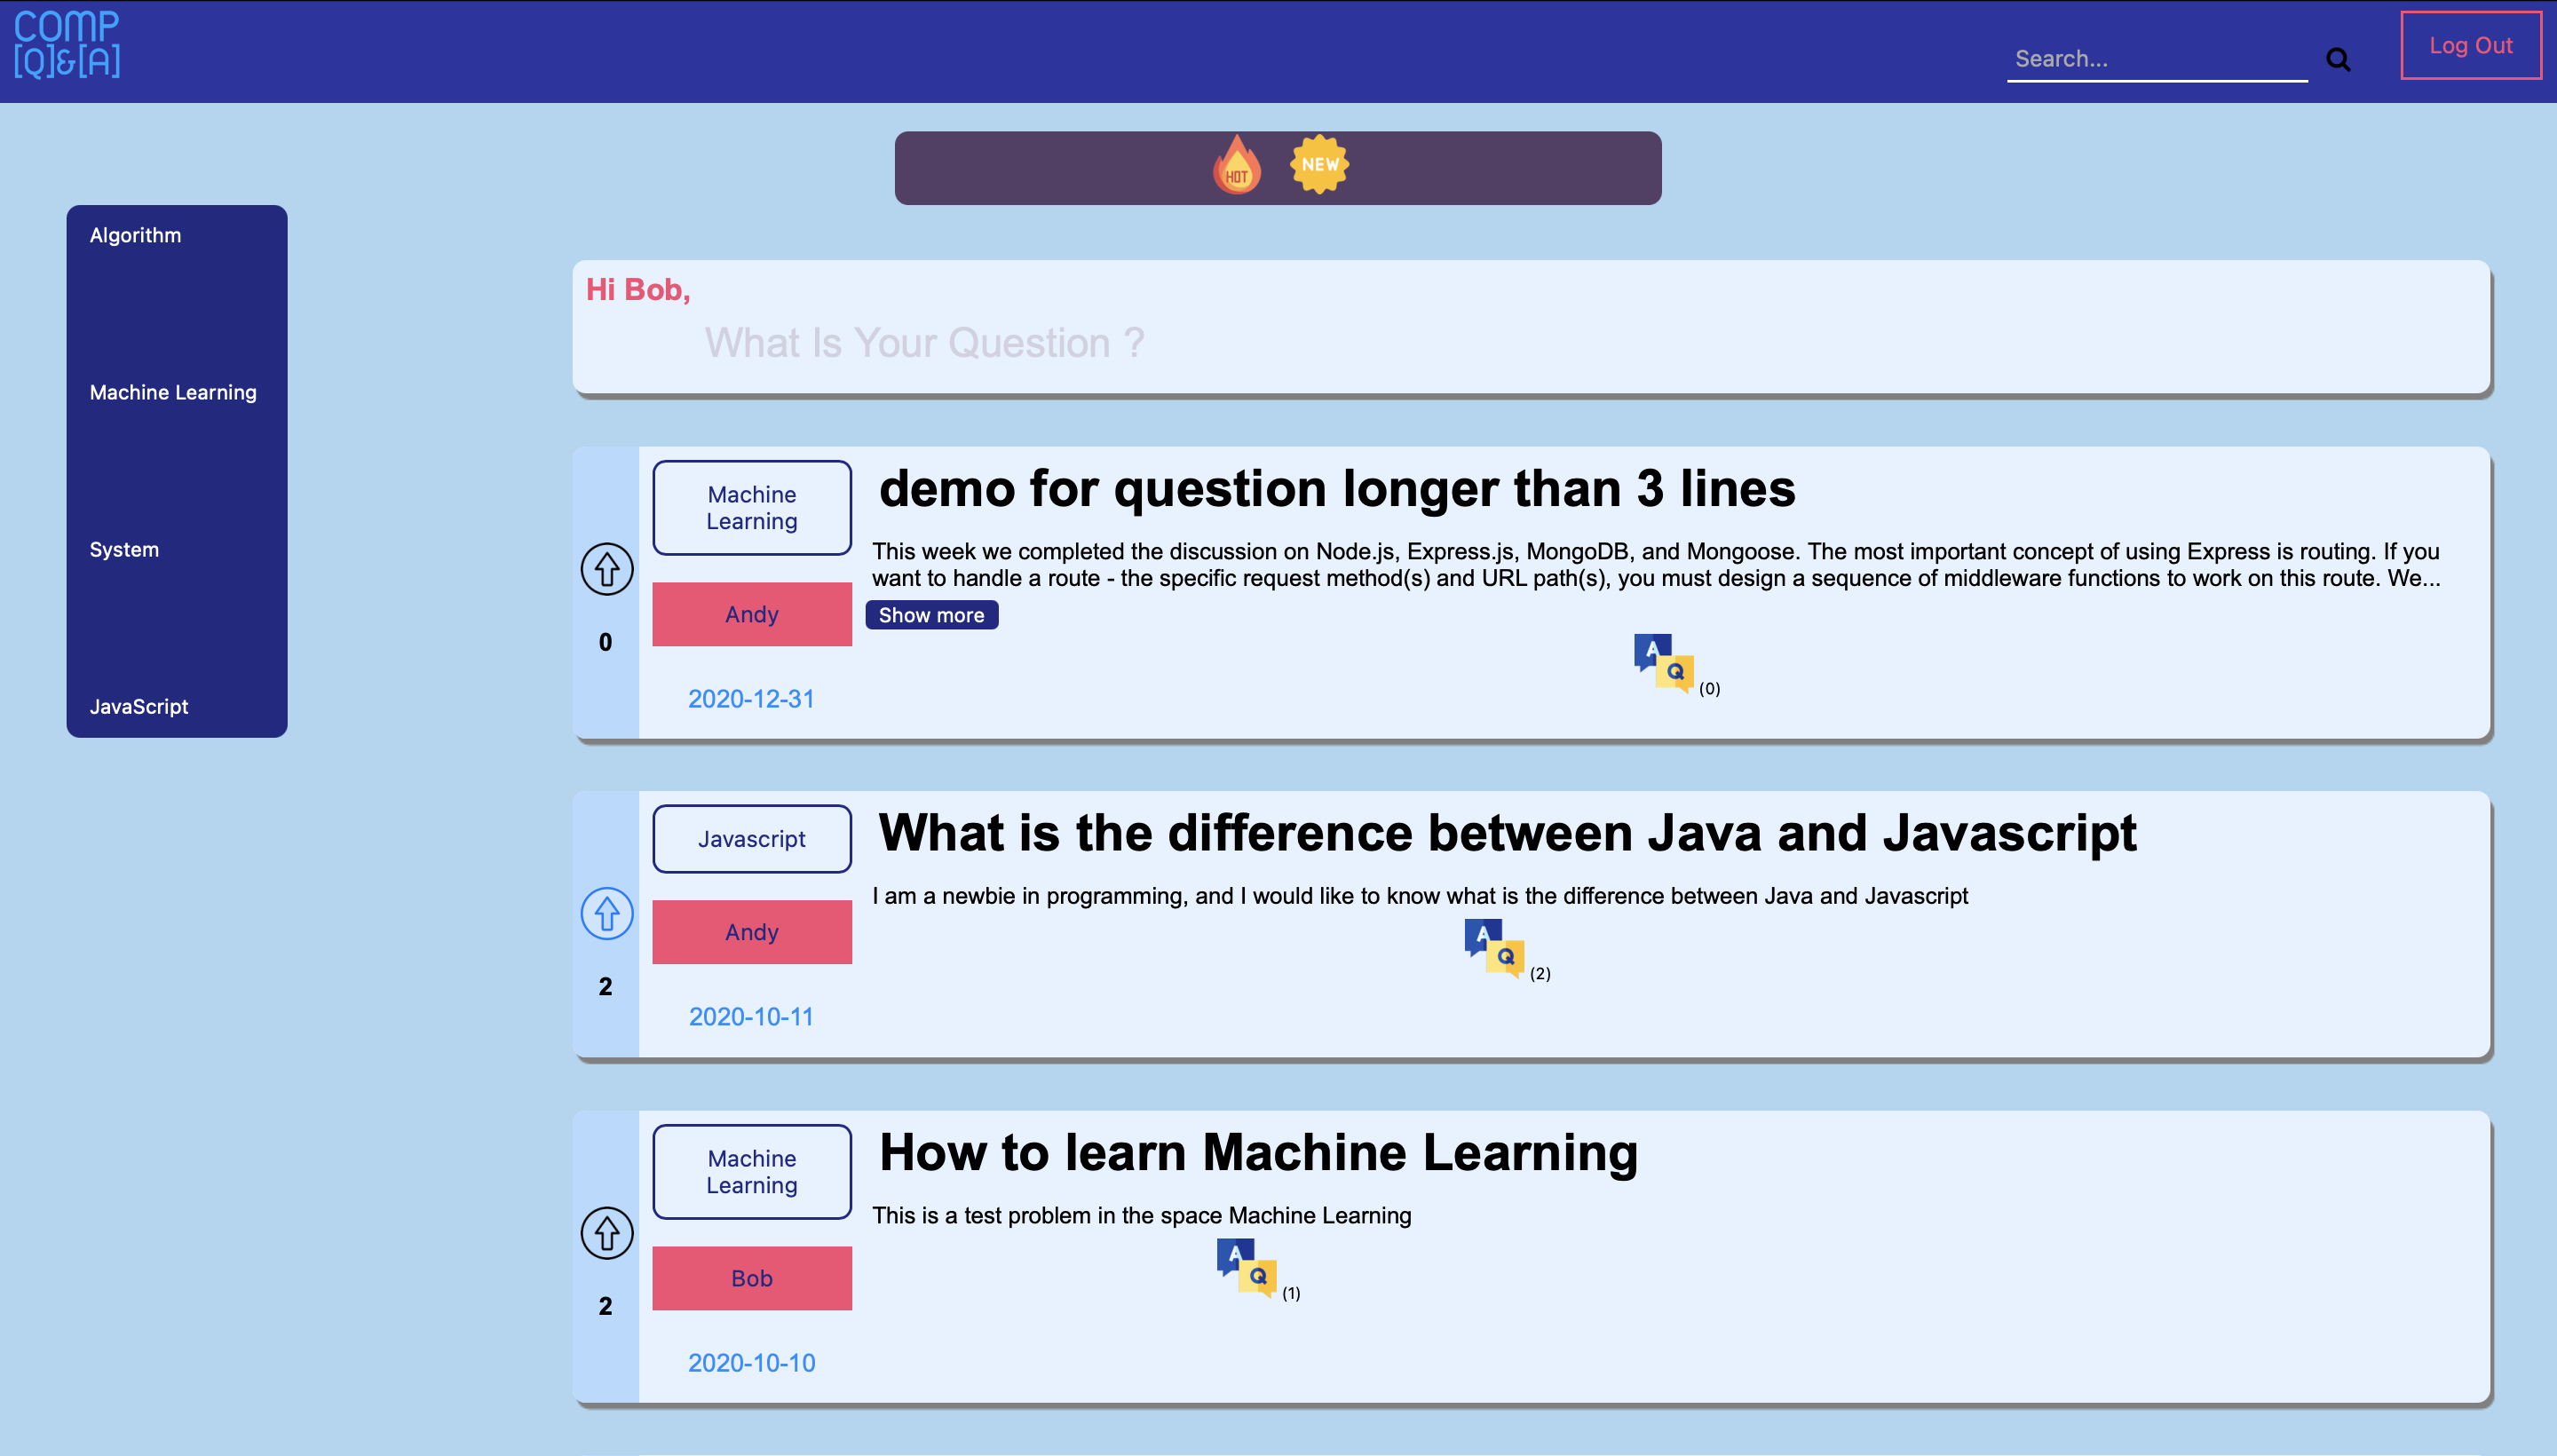 COMP
[Q]&[A]
Search...
Log Out
HOT
NEW
Algorithm
Machine Learning
System
JavaScript
Hi Bob,
What Is Your Question ?
Machine
Learning
Andy
2020-12-31
0
demo for question longer than 3 lines
This week we completed the discussion on Node.js, Express.js, MongoDB, and Mongoose. The most important concept of using Express is routing. If you
want to handle a route - the specific request method(s) and URL path(s), you must design a sequence of middleware functions to work on this route. We...
Show more
A
Q
(0)
Javascript
Andy
2020-10-11
2
What is the difference between Java and Javascript
I am a newbie in programming, and I would like to know what is the difference between Java and Javascript
A
Q
(2)
Machine
Learning
Bob
2020-10-10
2
How to learn Machine Learning
This is a test problem in the space Machine Learning
A
Q
(1)